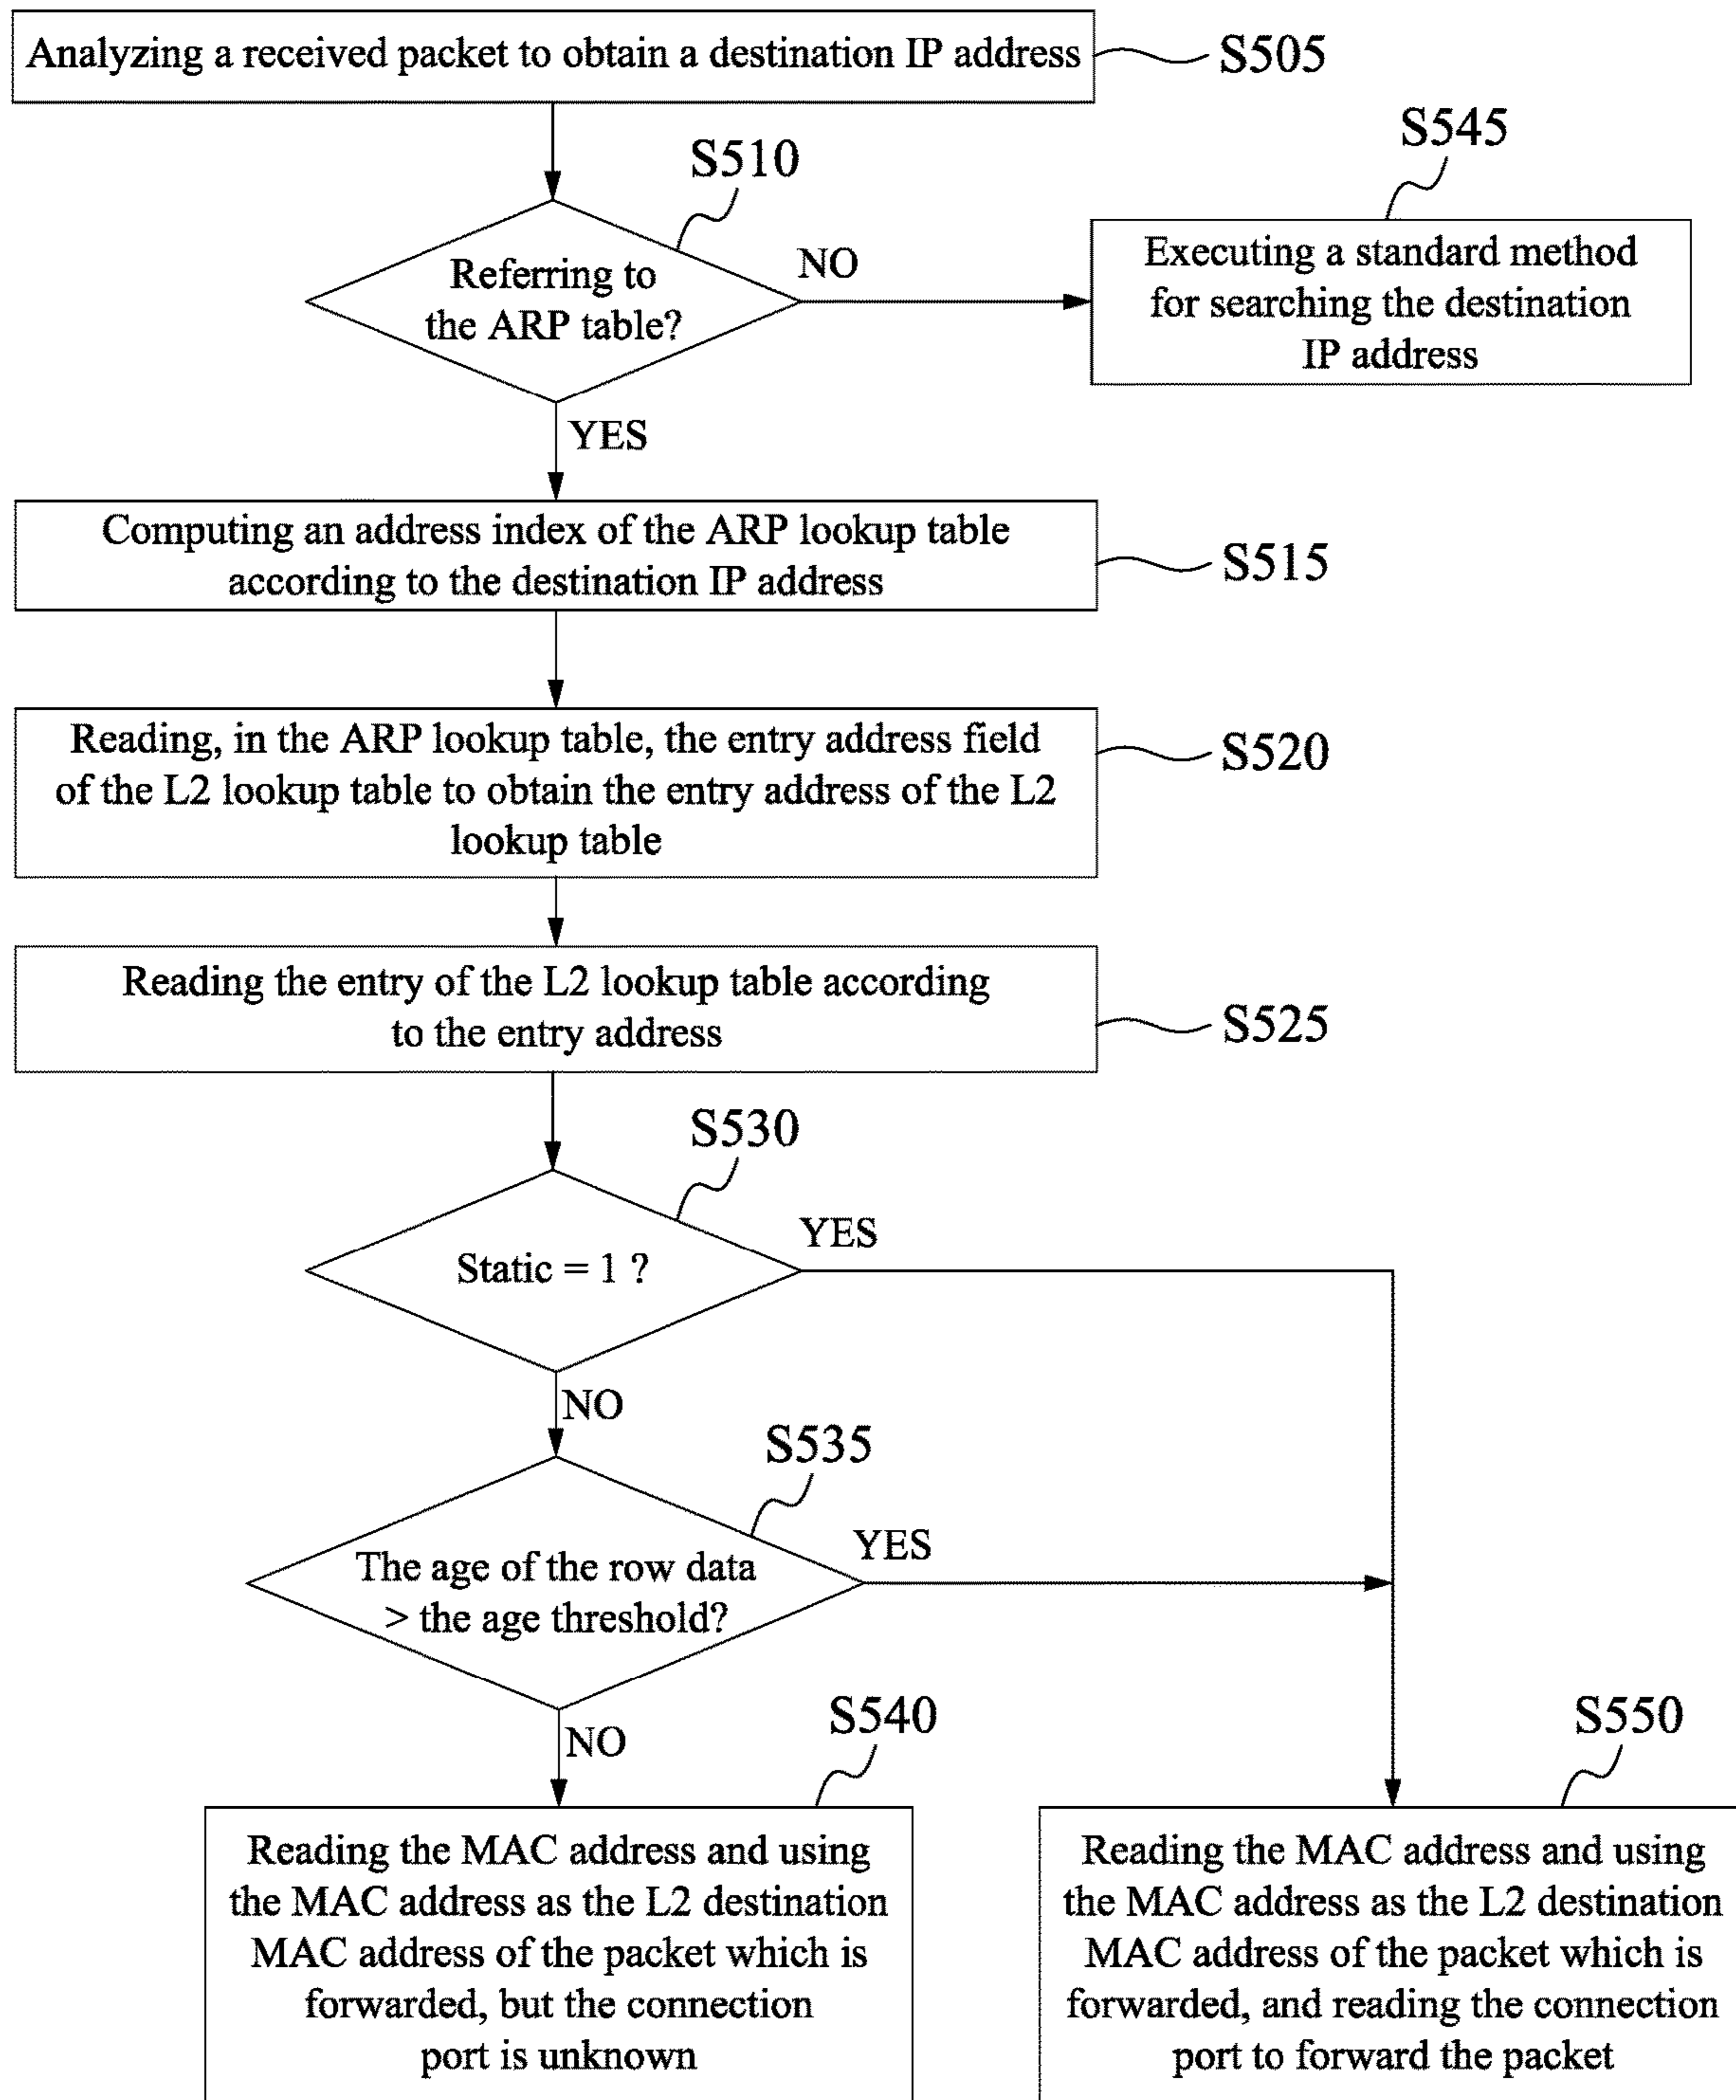 Analyzing a received packet to obtain a destination IP address
S505
S545
S510
Referring to
the ARP table?
NO
Executing a standard method
for searching the destination
IP address
YES
Computing an address index of the ARP lookup table
according to the destination IP address
S515
Reading, in the ARP lookup table, the entry address field
of the L2 lookup table to obtain the entry address of the L2
lookup table
S520
Reading the entry of the L2 lookup table according
to the entry address
S525
S530
Static = 1 ?
YES
NO
S535
The age of the row data
> the age threshold?
YES
NO
S540
S550
Reading the MAC address and using
the MAC address as the L2 destination
MAC address of the packet which is
forwarded, but the connection
port is unknown
Reading the MAC address and using
the MAC address as the L2 destination
MAC address of the packet which is
forwarded, and reading the connection
port to forward the packet